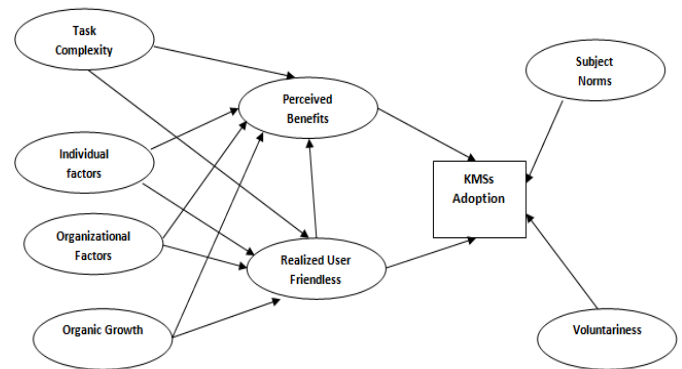 Task
Complexity
Subject
Norms
Perceived
Benefits
Individual
factors
KMSs
Adoption
Organizational
Factors
Realized User
Friendless
Organic Growth
Voluntariness